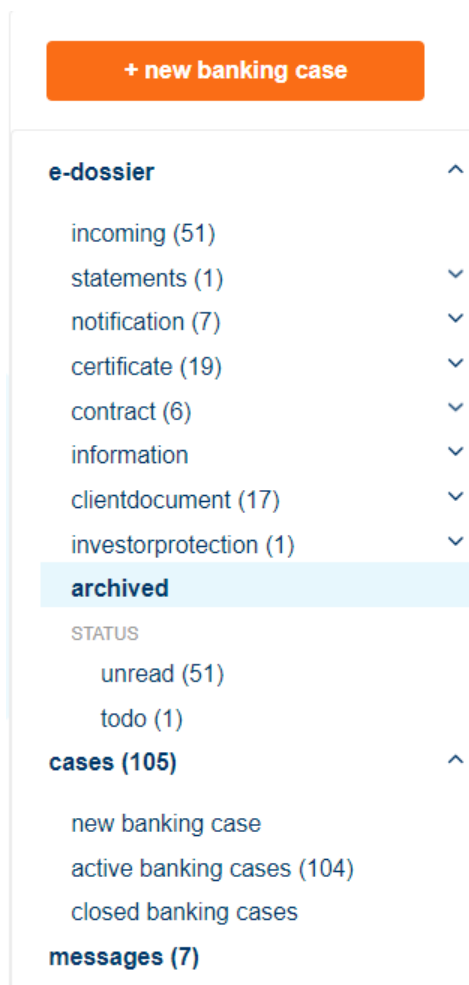 + new banking case
e-dossier
incoming (51)
statements (1)
notification (7)
certificate (19)
contract (6)
information
clientdocument (17)
investorprotection (1)
archived
STATUS
unread (51)
todo (1)
cases (105)
new banking case
active banking cases (104)
closed banking cases
messages (7)